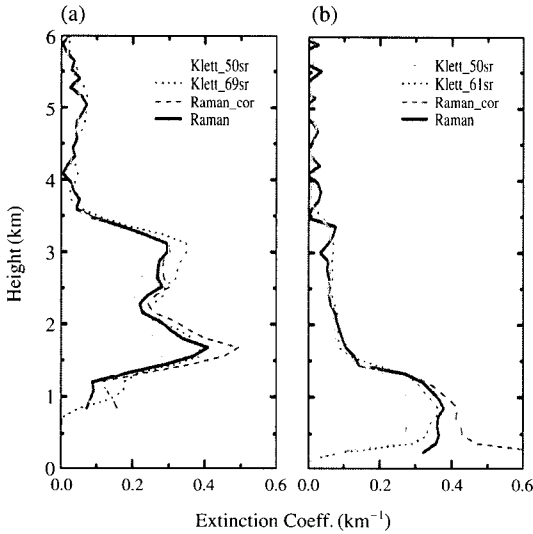 (a)
(b)
6
5
4
3
2
1
0
Klett_50sr
Klett_69sr
Raman_cor
Raman
Klett_50sr
Klett_61sr
Raman_cor
Raman
Height (km)
0.0 0.2 0.4 0.6
0.0 0.2 0.4 0.6
Extinction Coeff. (km⁻¹)